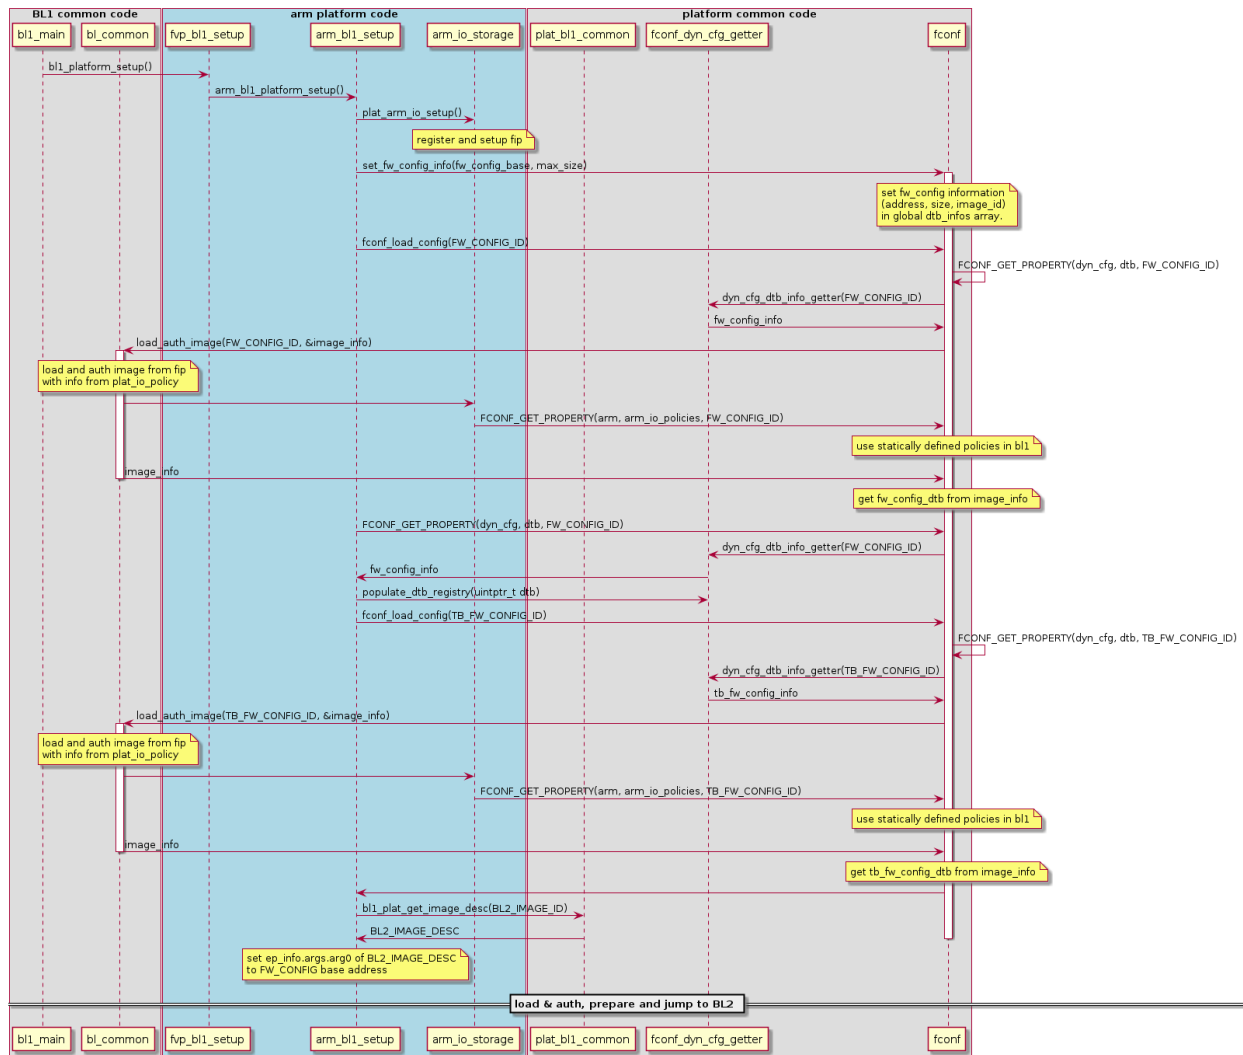 BL1 common code
arm platform code
platform common code
bl1_main
bl_common
fvp_bl1_setup
arm_bl1_setup
arm_io_storage
plat_bl1_common
fconf_dyn_cfg_getter
fconf
bl1_platform_setup()
arm_bl1_platform_setup()
plat_arm_io_setup()
register and setup fip
set_fw_config_info(fw_config_base, max_size)
set fw_config information
(address, size, image_id)
in global dtb_infos array.
fconf_load_config(FW_CONFIG_ID)
FCONF_GET_PROPERTY(dyn_cfg, dtb, FW_CONFIG_ID)
dyn_cfg_dtb_info_getter(FW_CONFIG_ID)
fw_config_info
load_auth_image(FW_CONFIG_ID, &image_info)
load and auth image from fip
with info from plat_io_policy
FCONF_GET_PROPERTY(arm, arm_io_policies, FW_CONFIG_ID)
use statically defined policies in bl1
image_info
get fw_config_dtb from image_info
FCONF_GET_PROPERTY(dyn_cfg, dtb, FW_CONFIG_ID)
dyn_cfg_dtb_info_getter(FW_CONFIG_ID)
fw_config_info
populate_dtb_registry(uintptr_t dtb)
fconf_load_config(TB_FW_CONFIG_ID)
FCONF_GET_PROPERTY(dyn_cfg, dtb, TB_FW_CONFIG_ID)
dyn_cfg_dtb_info_getter(TB_FW_CONFIG_ID)
tb_fw_config_info
load_auth_image(TB_FW_CONFIG_ID, &image_info)
load and auth image from fip
with info from plat_io_policy
FCONF_GET_PROPERTY(arm, arm_io_policies, TB_FW_CONFIG_ID)
use statically defined policies in bl1
image_info
get tb_fw_config_dtb from image_info
bl1_plat_get_image_desc(BL2_IMAGE_ID)
BL2_IMAGE_DESC
set ep_info.args.arg0 of BL2_IMAGE_DESC
to FW_CONFIG base address
load & auth, prepare and jump to BL2
bl1_main
bl_common
fvp_bl1_setup
arm_bl1_setup
arm_io_storage
plat_bl1_common
fconf_dyn_cfg_getter
fconf